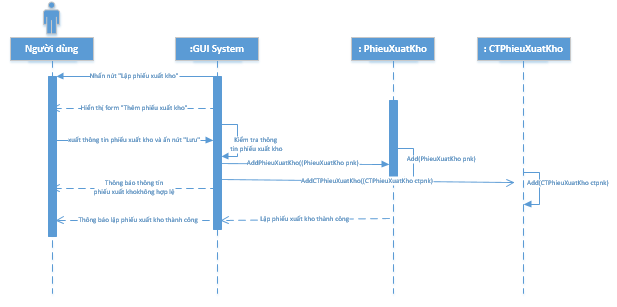 Người dùng
:GUI System
: PhieuXuatKho
: CTPhieuXuatKho
Nhấn nút "Lập phiếu xuất kho"
Hiển thị form "Thêm phiếu xuất kho"
xuất thông tin phiếu xuất kho và ấn nút "Lưu"
Kiểm tra thông
tin phiếu xuất kho
Add(PhieuXuatKho pnk)
AddPhieuXuatKho((PhieuXuatKho pnk)
AddCTPhieuXuatKho((CTPhieuXuatKho ctpnk)
Add(CTPhieuXuatKho ctpnk)
Thông báo thông tin
phiếu xuất khokhông hợp lệ
Thông báo lập phiếu xuất kho thành công
Lập phiếu xuất kho thành công